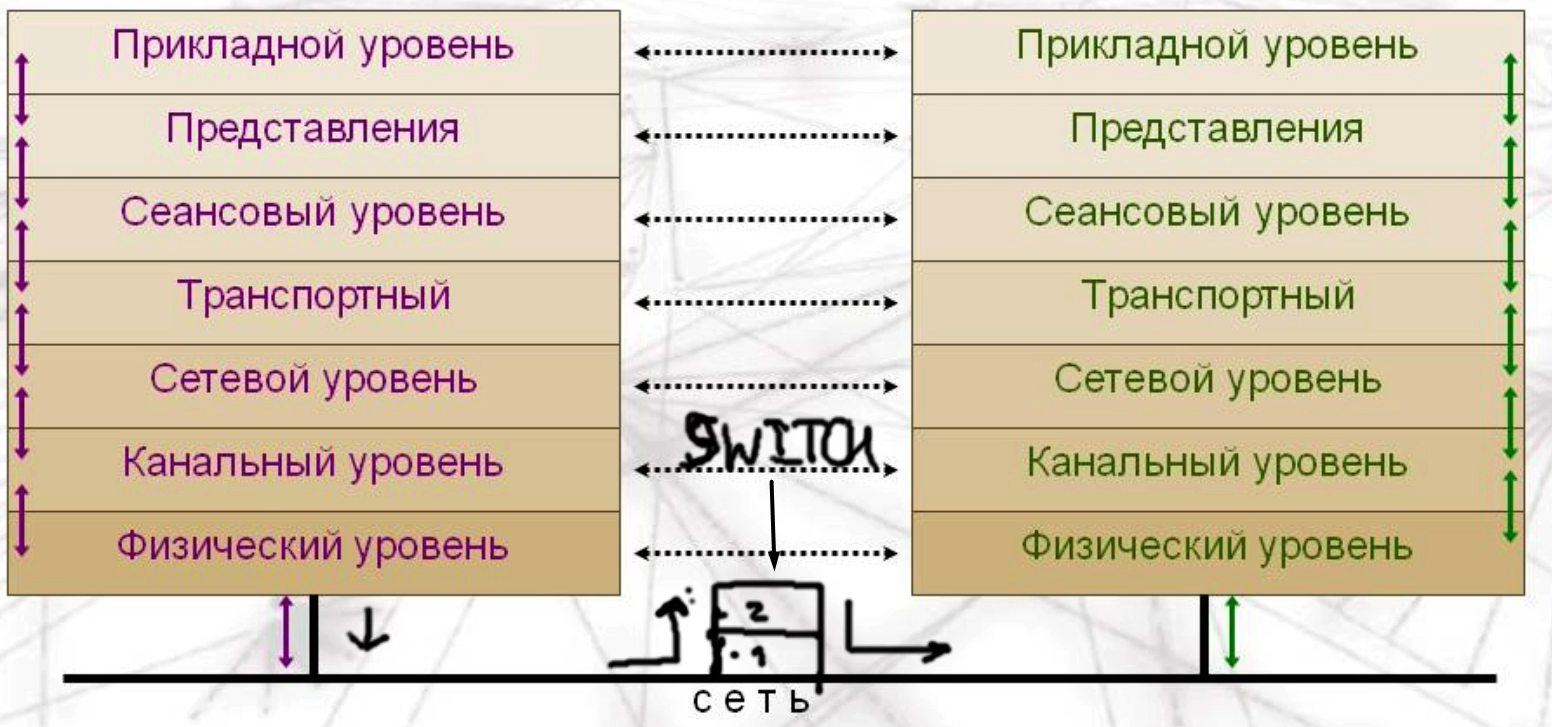 Прикладной уровень
Представления
Сеансовый уровень
Транспортный
Сетевой уровень
Канальный уровень
Физический уровень
Прикладной уровень
Представления
Сеансовый уровень
Транспортный
Сетевой уровень
Канальный уровень
Физический уровень
SWITCH
2
1
сеть